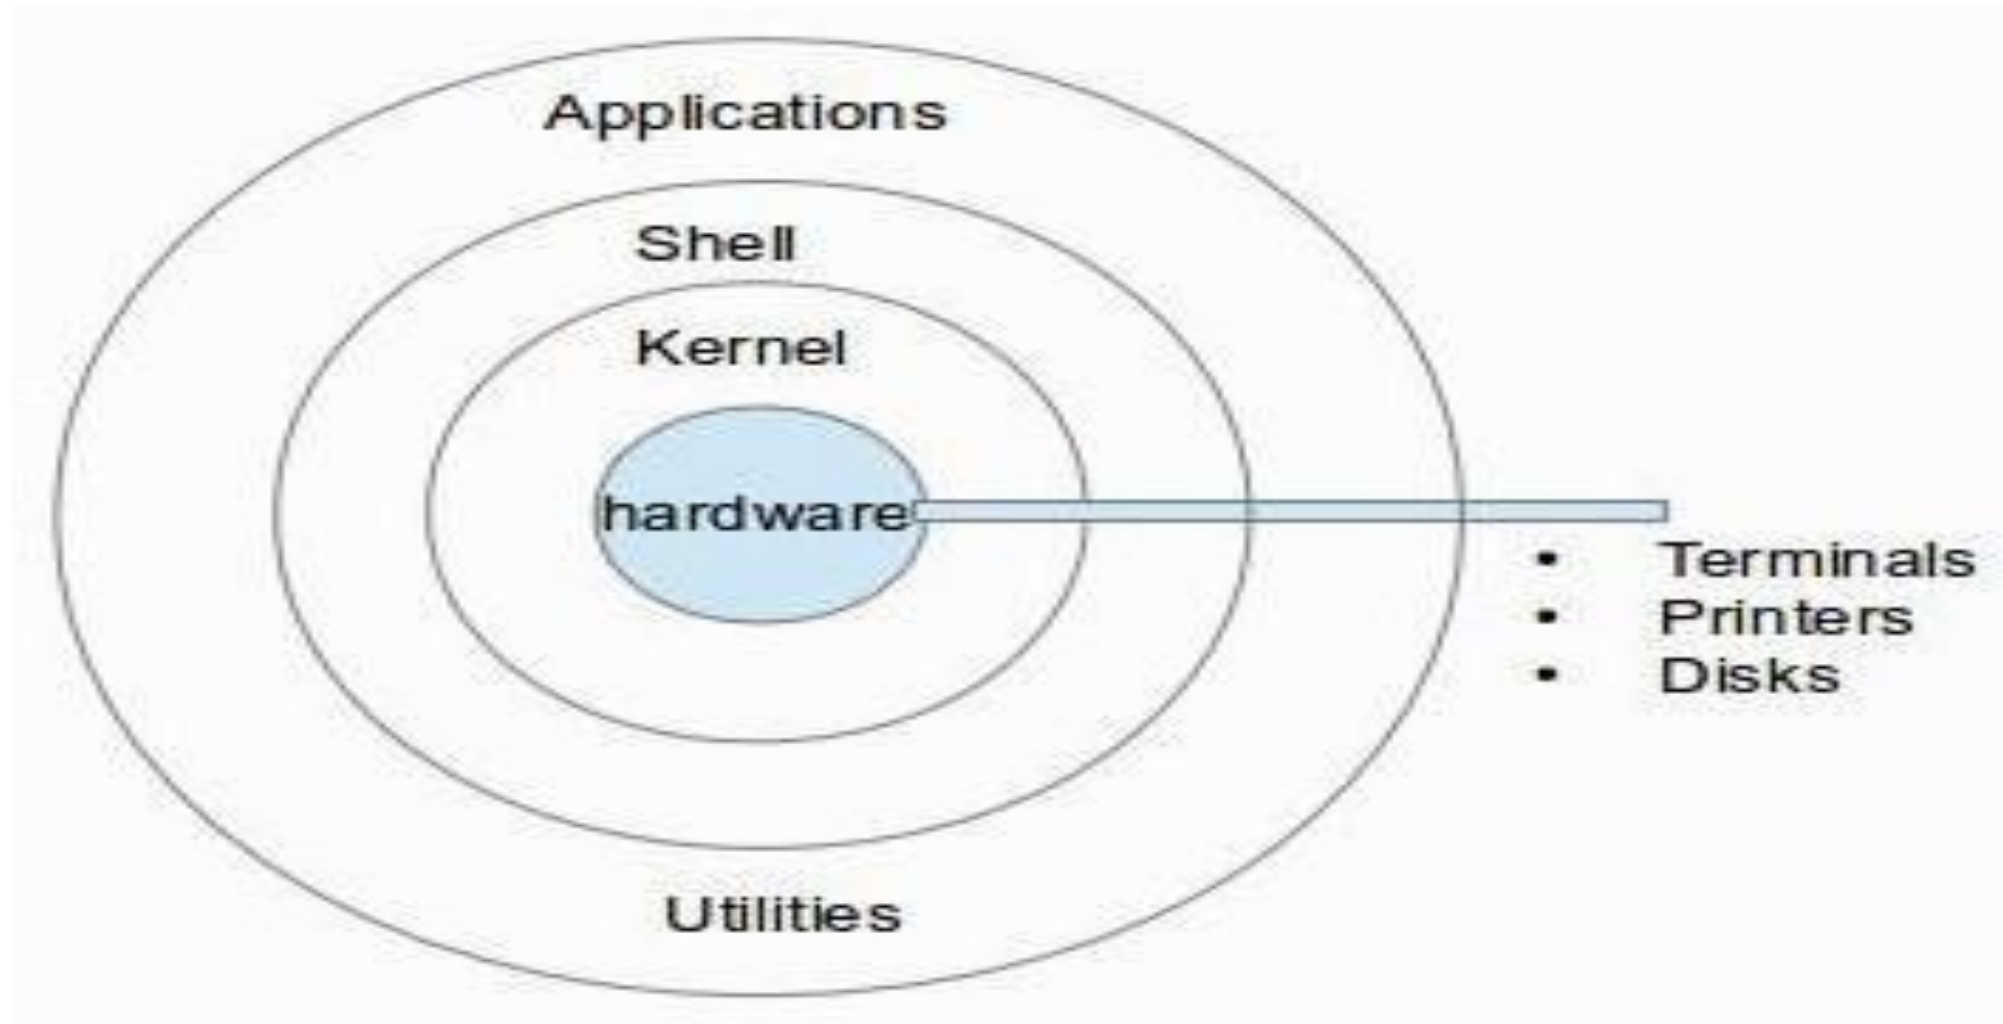 Applications
Shell
Kernel
hardware
• Terminals
• Printers
• Disks
Utilities